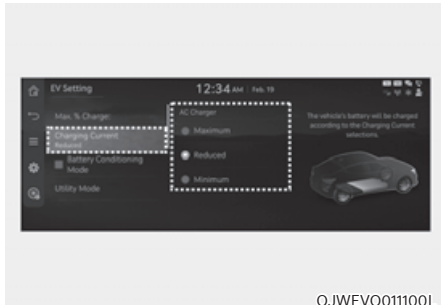 EV Setting
12:34 AM Feb. 19
Max. % Charge:
Charging Current
Reduced
Battery Conditioning
Mode
Utility Mode
AC Charger
Maximum
Reduced
Minimum
The vehicle's battery will be charged
according to the Charging Current
selections.
OJWEVQ011100L